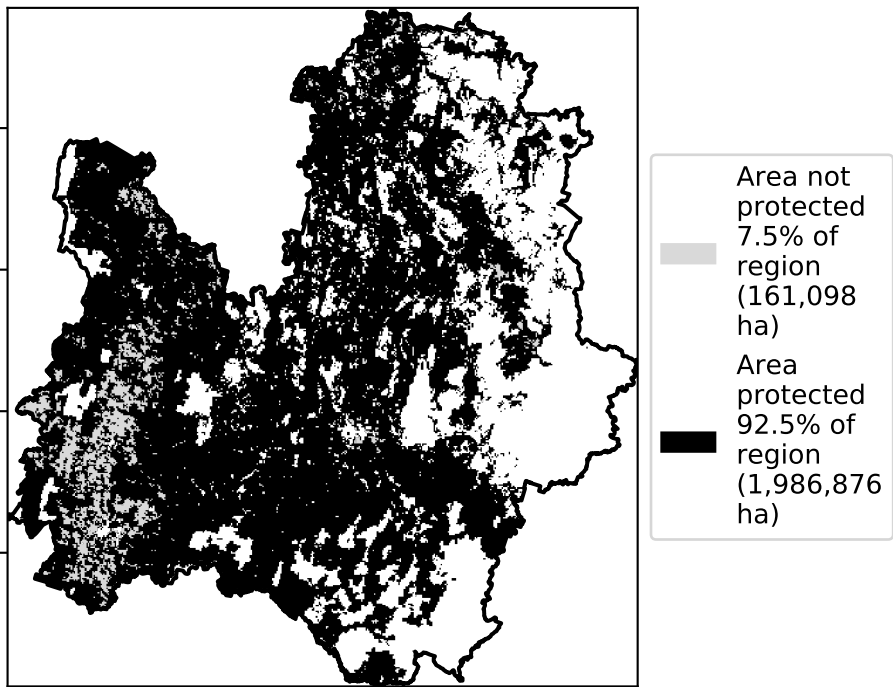 Area not
protected
7.5% of
region
(161,098
ha)
Area
protected
92.5% of
region
(1,986,876
ha)